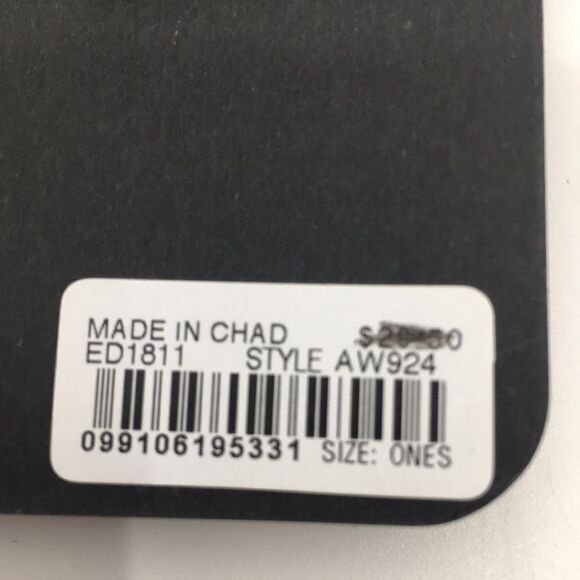 MADE IN CHAD
ED1811 STYLE AW924
099106195331 SIZE: ONES